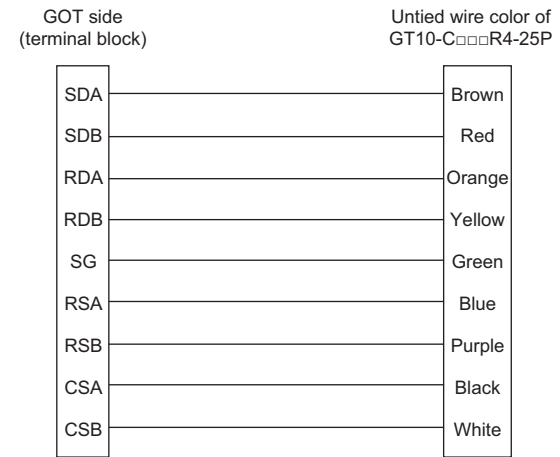 GOT side
(terminal block)
Untied wire color of
GT10-C□□□R4-25P
SDA Brown
SDB Red
RDA Orange
RDB Yellow
SG Green
RSA Blue
RSB Purple
CSA Black
CSB White